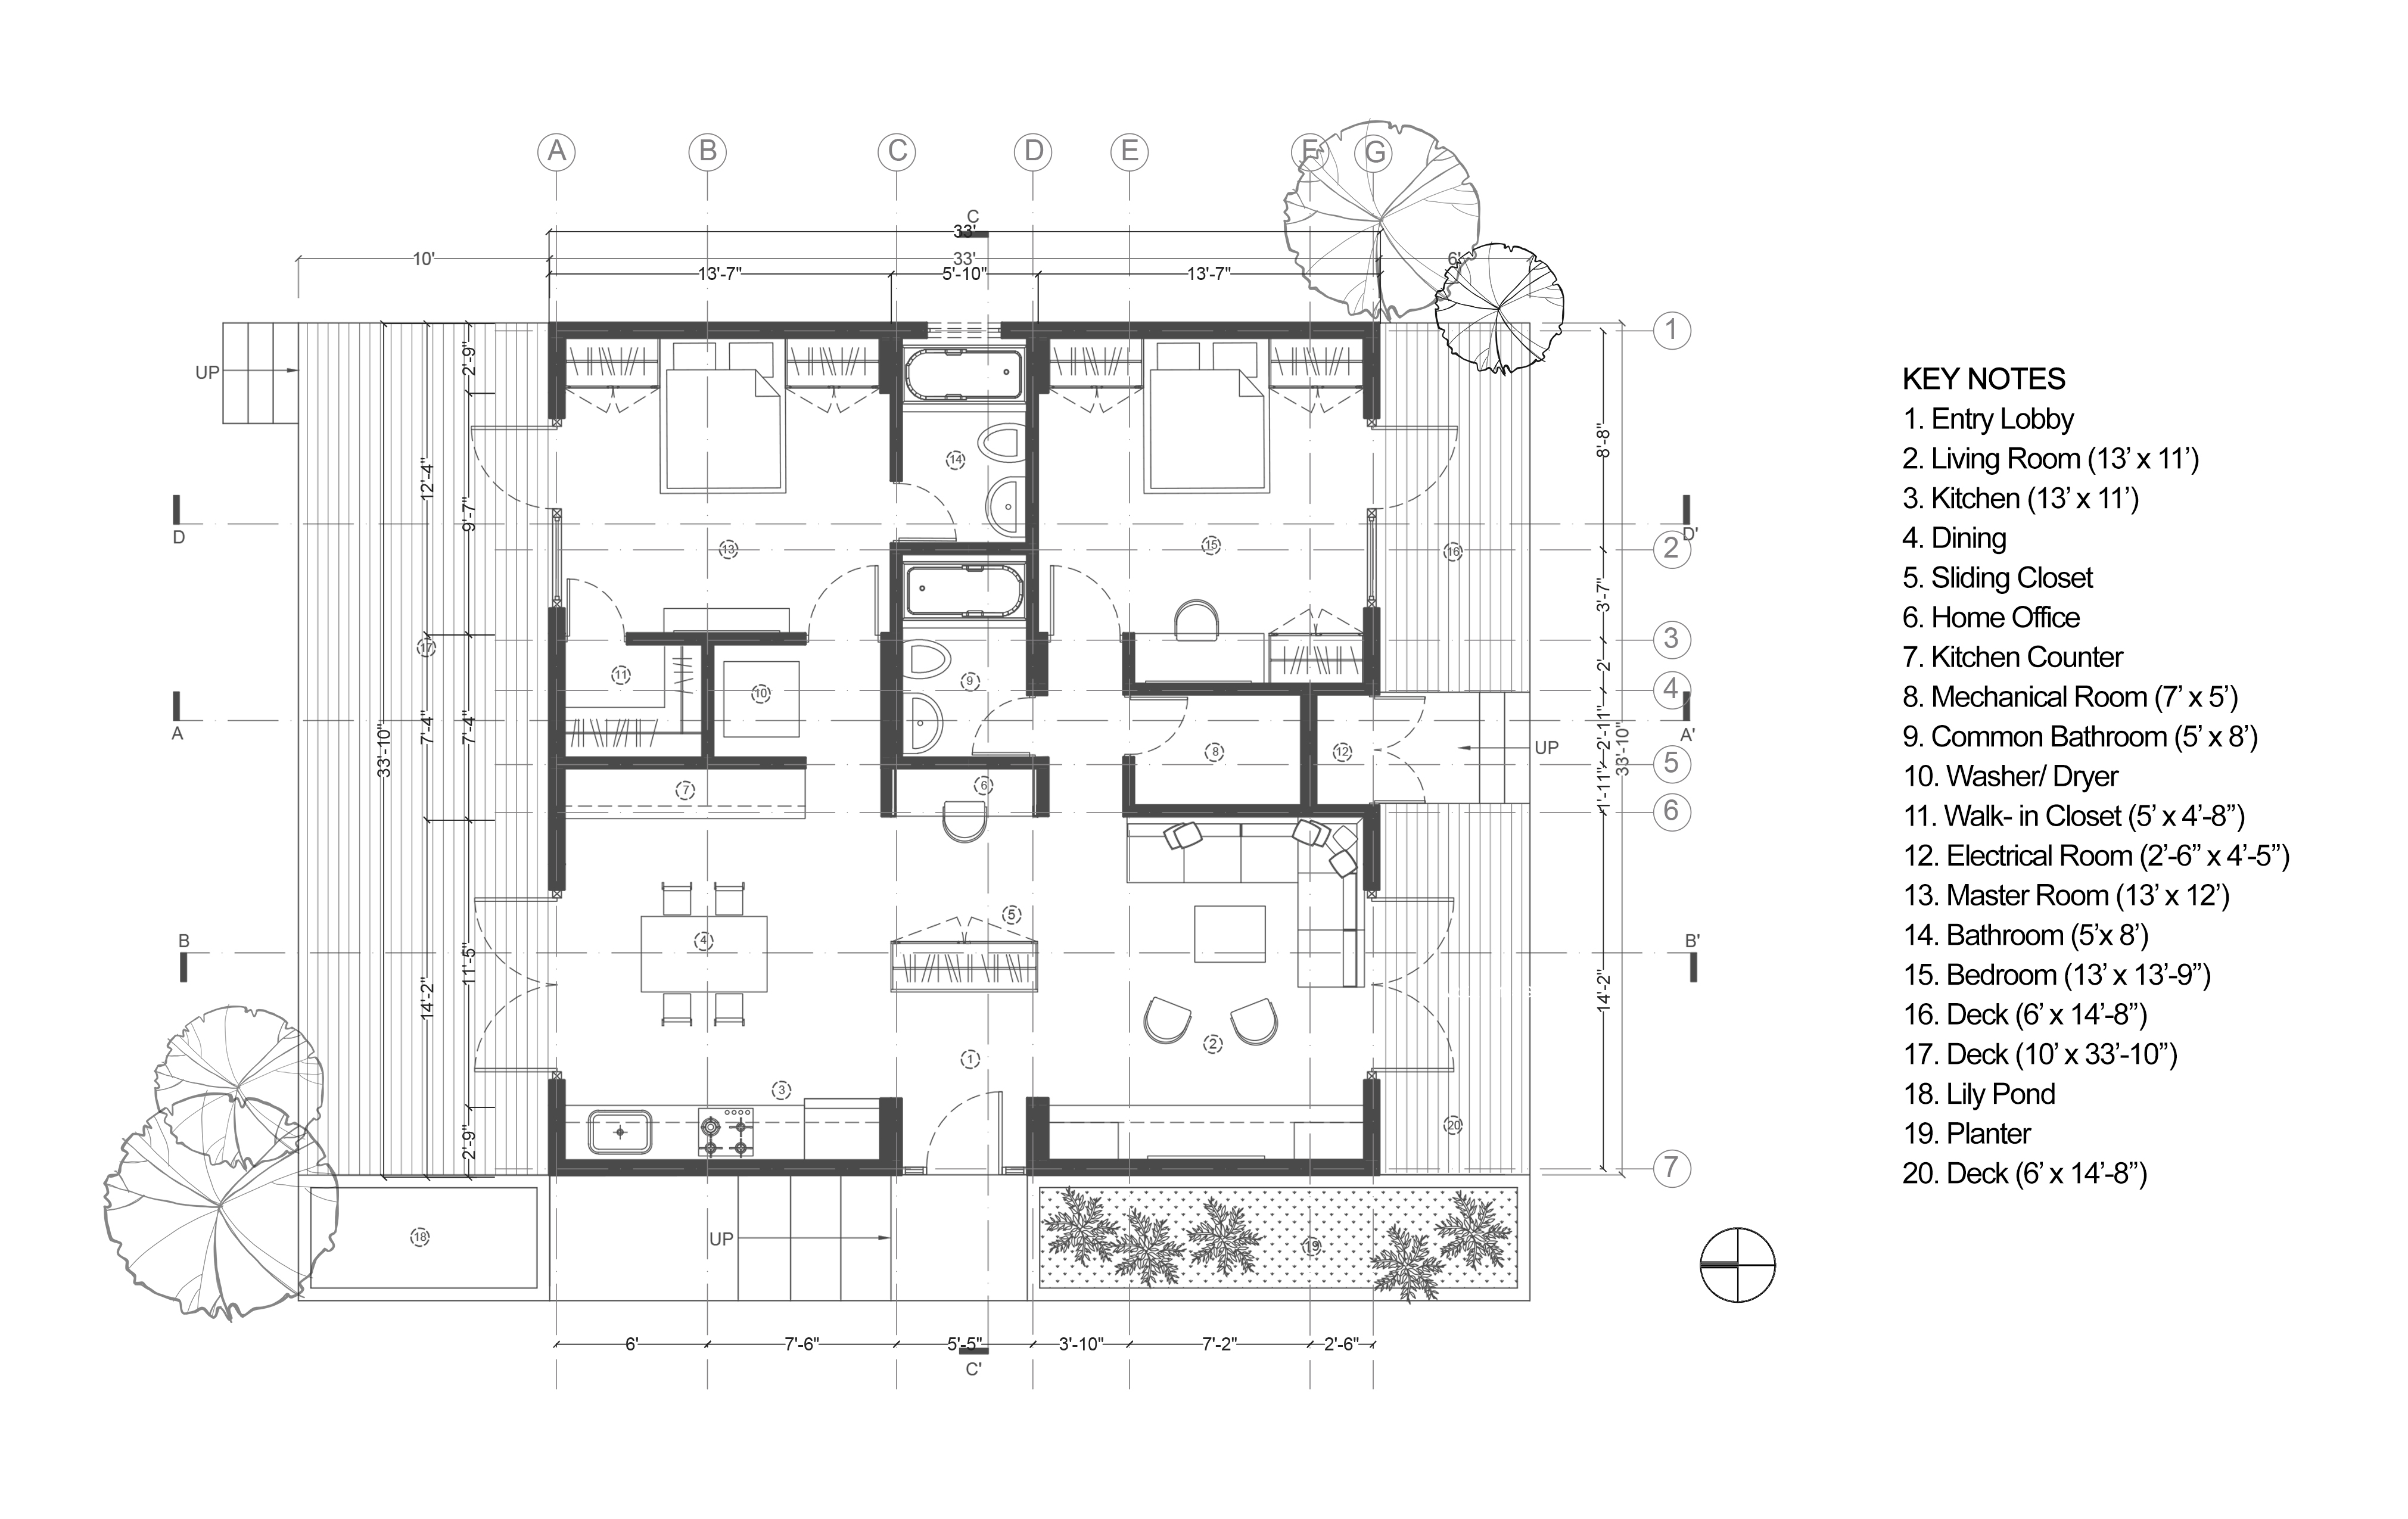 A B C D E F G
C
33'
10' 33' 6'
13'-7" 5'-10" 13'-7"
1
UP
2'-9"
12'-4"
9'-7"
8'-8"
14
D
D'
13
15
16
2
3'-7"
17
3
11
10
9
2'
4
A
A'
33'-10"
7'-4"
7'-4"
8
12
UP
2'-11"
33'-10"
5
7
6
1'-11"
6
5
B
B'
4
11'-5"
14'-2"
14'-2"
1
2
3
20
2'-9"
7
18
UP
19
6' 7'-6" 5'-5" 3'-10" 7'-2" 2'-6"
C'
KEY NOTES
1. Entry Lobby
2. Living Room (13’ x 11’)
3. Kitchen (13’ x 11’)
4. Dining
5. Sliding Closet
6. Home Office
7. Kitchen Counter
8. Mechanical Room (7’ x 5’)
9. Common Bathroom (5’ x 8’)
10. Washer/ Dryer
11. Walk- in Closet (5’ x 4’-8”)
12. Electrical Room (2’-6” x 4’-5”)
13. Master Room (13’ x 12’)
14. Bathroom (5’x 8’)
15. Bedroom (13’ x 13’-9”)
16. Deck (6’ x 14’-8”)
17. Deck (10’ x 33’-10”)
18. Lily Pond
19. Planter
20. Deck (6’ x 14’-8”)